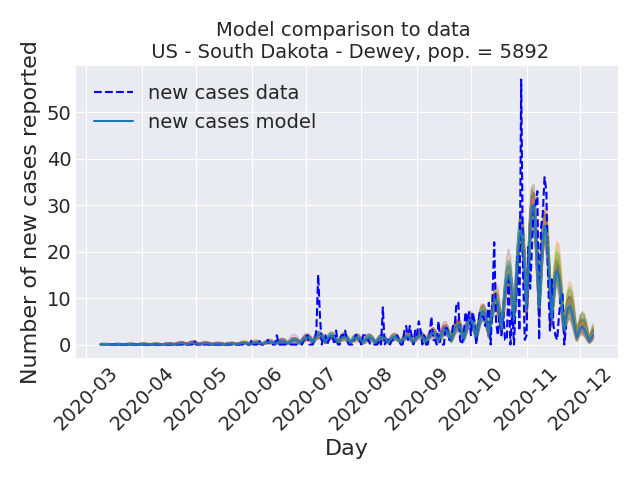 Model comparison to data
US - South Dakota - Dewey, pop. = 5892
Number of new cases reported
50
40
30
20
10
0
new cases data
new cases model
2020-03
2020-04
2020-05
2020-06
2020-07
2020-08
2020-09
2020-10
2020-11
2020-12
Day